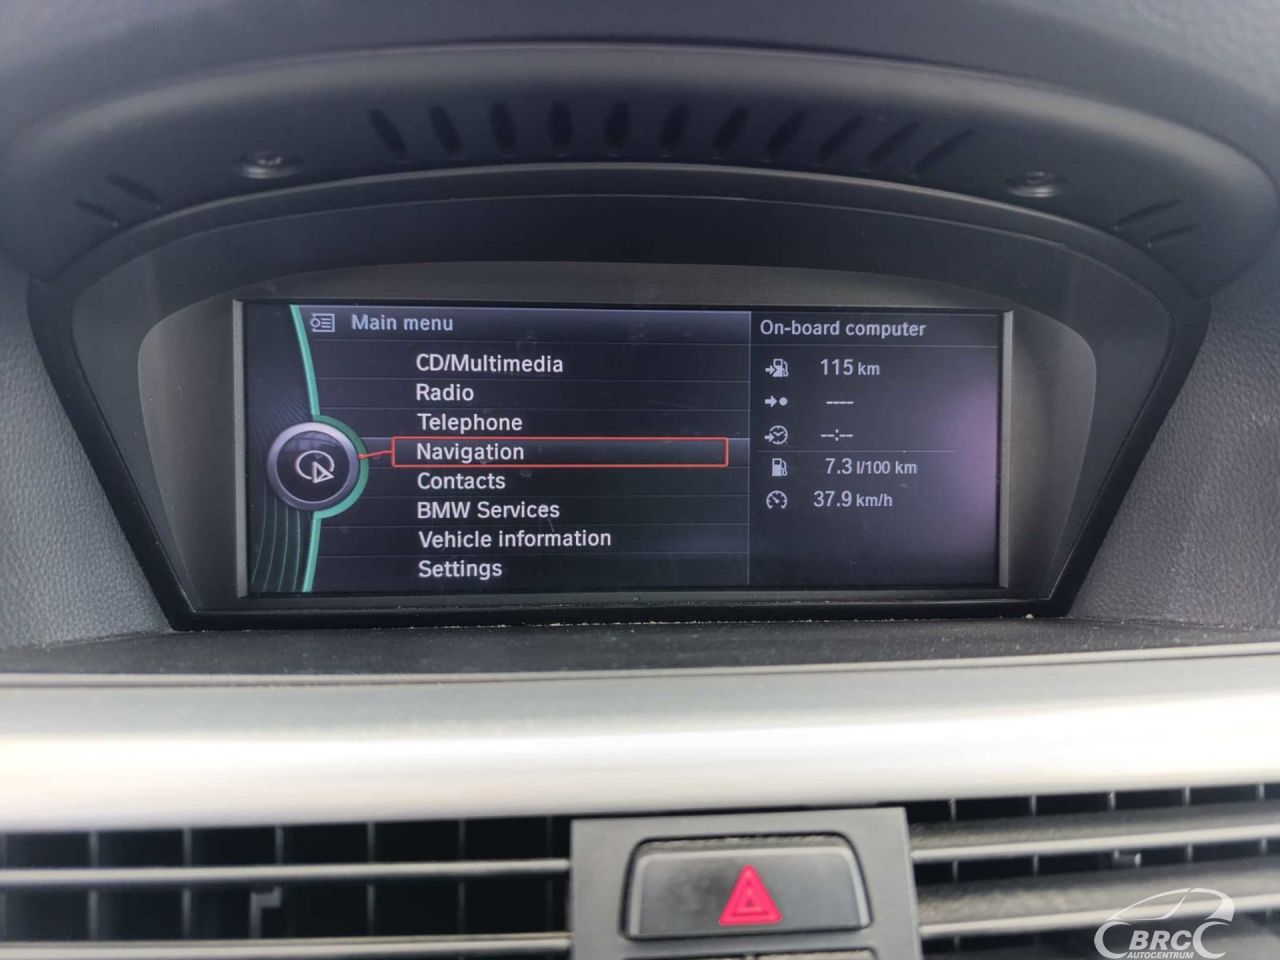 Main menu
CD/Multimedia
Radio
Telephone
Navigation
Contacts
BMW Services
Vehicle information
Settings
On-board computer
115 km
----
--:--
7.3 l/100 km
37.9 km/h
BRC
AUTOCENTRUM